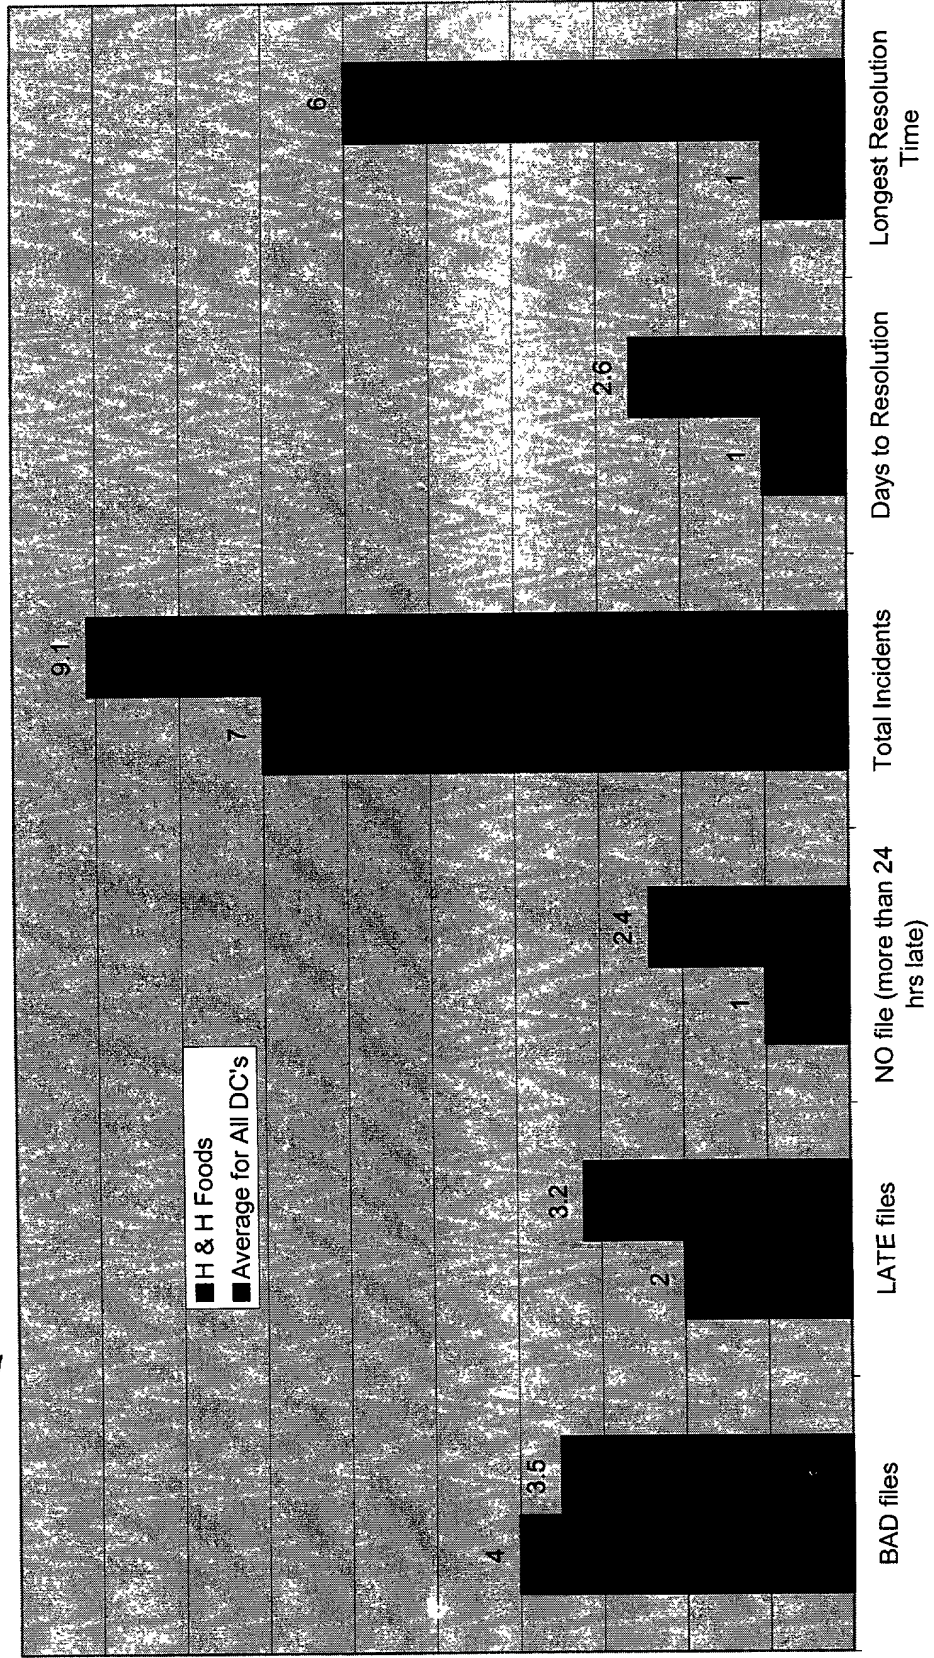 H & H Foods
Average for All DC's
4
3.5
2
3.2
1
2.4
7
9.1
1
2.6
1
6
BAD files
LATE files
NO file (more than 24
hrs late)
Total Incidents
Days to Resolution
Longest Resolution
Time